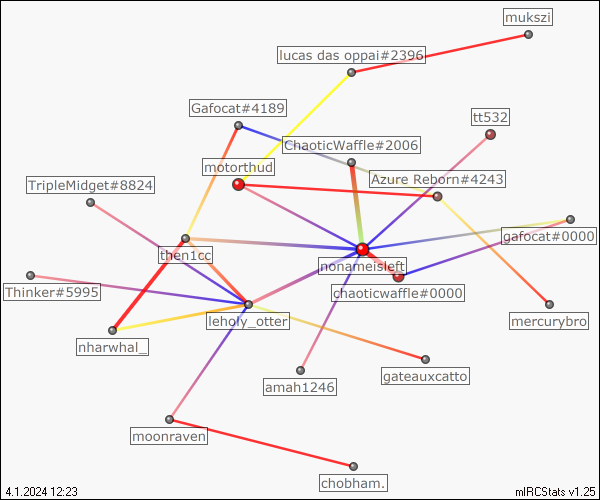 mukszi
lucas das oppai#2396
Gafocat#4189
tt532
ChaoticWaffle#2006
motorthud
Azure Reborn#4243
TripleMidget#8824
gafocat#0000
then1cc
nonameisleft
Thinker#5995
chaoticwaffle#0000
leholy_otter
mercurybro
nharwhal_
gateauxcatto
amah1246
moonraven
chobham.
4.1.2024 12:23
mIRCStats v1.25